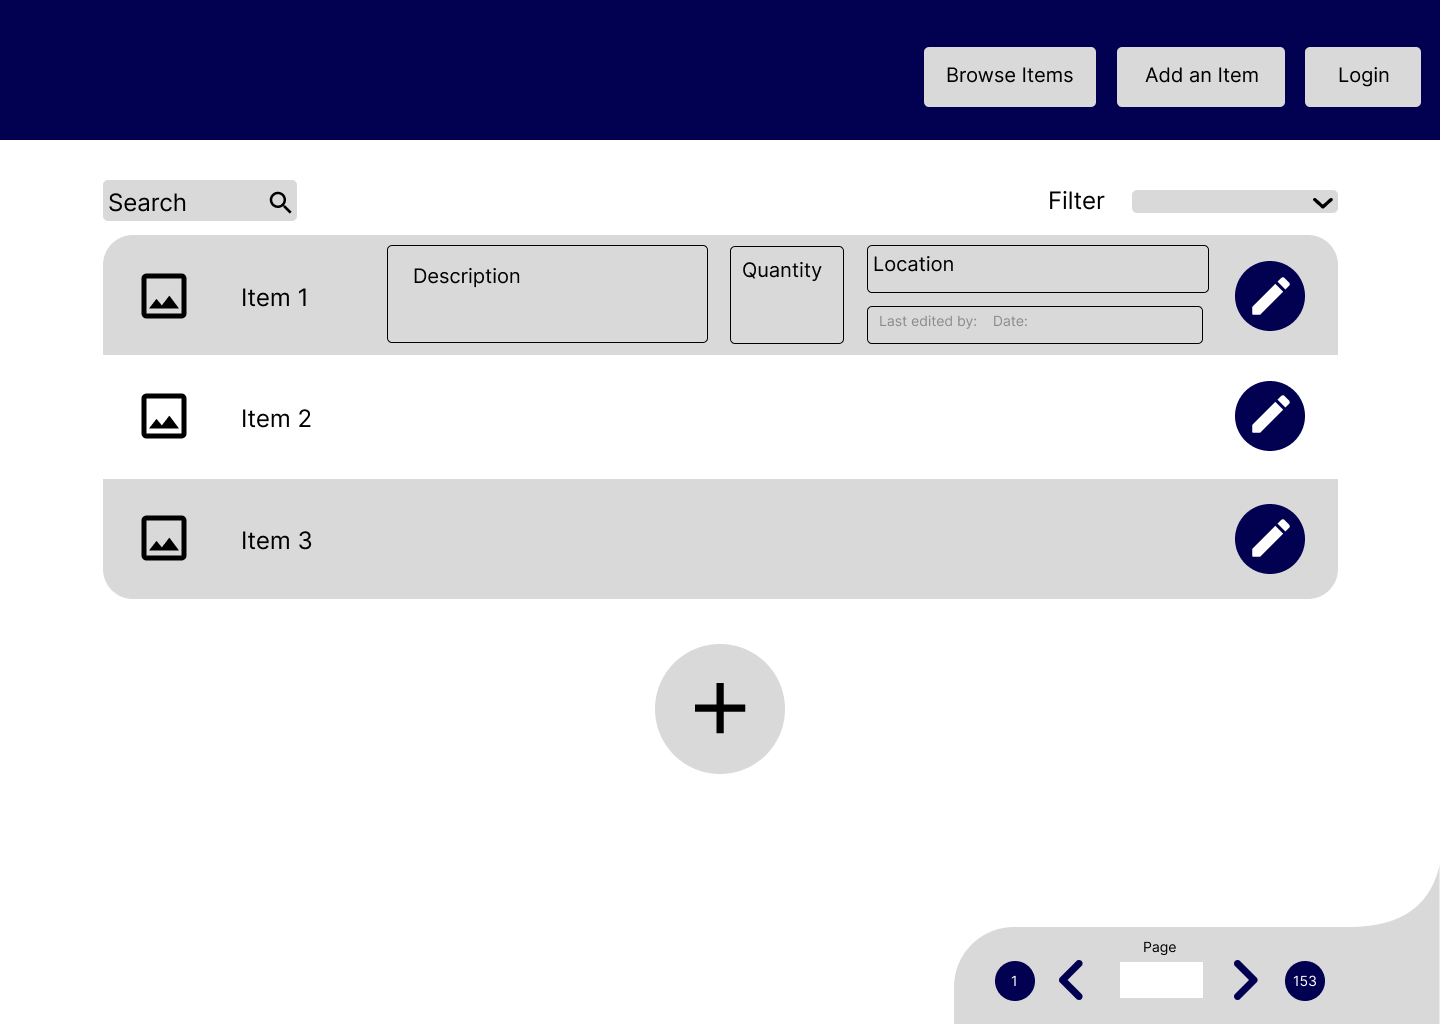 Browse Items
Add an Item
Login
Search
Filter
Item 1
Description
Quantity
Location
Last edited by: Date:
Item 2
Item 3
Page
1
153